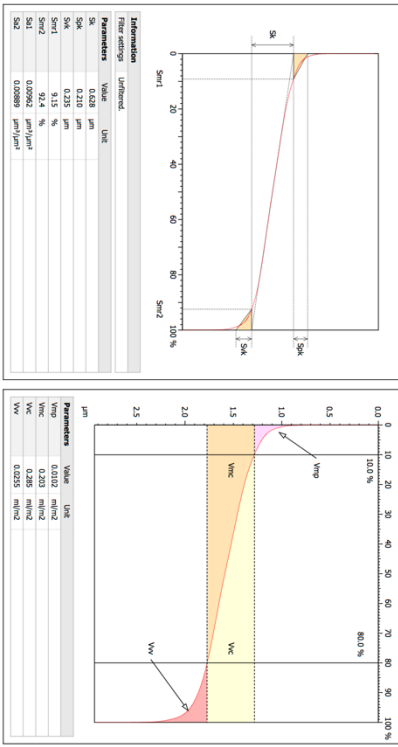 Sk
Spk
0
20
40
60
80
100 %
Smr1
Smr2
Svk
Information
Filter settings Unfiltered.
Parameters Value Unit
Sk 0.628 µm
Spk 0.210 µm
Svk 0.235 µm
Smr1 9.15 %
Smr2 92.4 %
Sa1 0.00962 µm³/µm²
Sa2 0.00889 µm³/µm²
0 10 20 30 40 50 60 70 80 90 100 %
10.0 %
80.0 %
0.0
1.0
1.5
2.0
µm
Vmp
Vmc
Vvc
Vvv
Parameters Value Unit
Vmp 0.0102 ml/m2
Vmc 0.203 ml/m2
Vvc 0.285 ml/m2
Vvv 0.0255 ml/m2